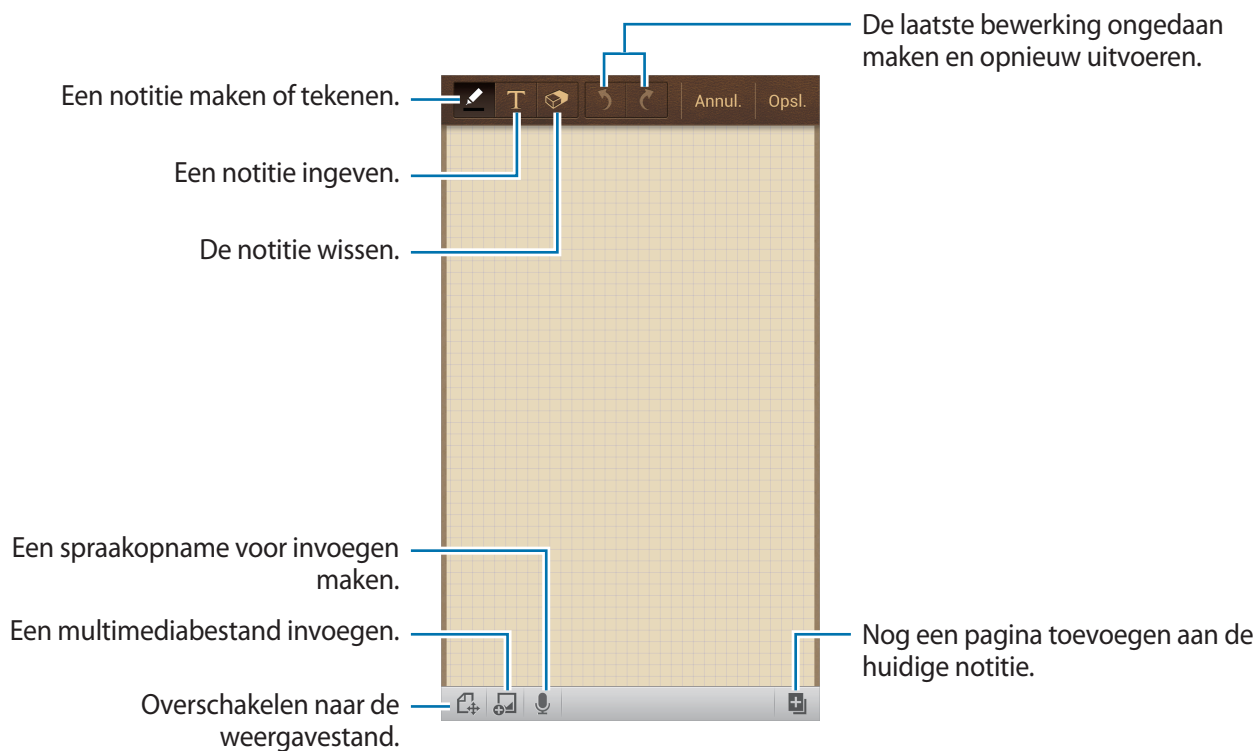 De laatste bewerking ongedaan
maken en opnieuw uitvoeren.
Een notitie maken of tekenen.
T
Annul.
Opsl.
Een notitie ingeven.
De notitie wissen.
Een spraakopname voor invoegen
maken.
Een multimediabestand invoegen.
Nog een pagina toevoegen aan de
huidige notitie.
Overschakelen naar de
weergavestand.